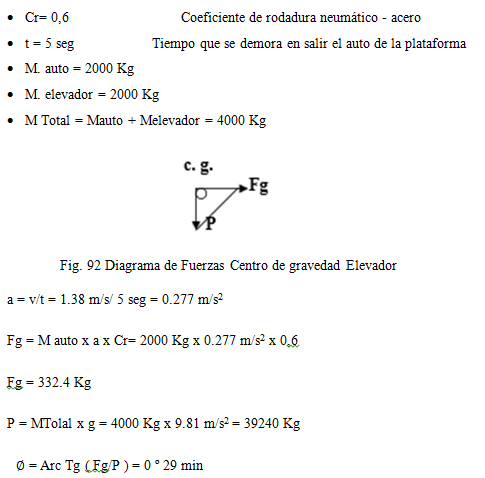 • Cr= 0,6 Coeficiente de rodadura neumático - acero
• t = 5 seg Tiempo que se demora en salir el auto de la plataforma
• M. auto = 2000 Kg
• M. elevador = 2000 Kg
• M Total = Mauto + Melevador = 4000 Kg
c. g.
Fg
P
Fig. 92 Diagrama de Fuerzas Centro de gravedad Elevador
a = v/t = 1.38 m/s/ 5 seg = 0.277 m/s²
Fg = M auto x a x Cr= 2000 Kg x 0.277 m/s² x 0,6
Fg = 332.4 Kg
P = MTolal x g = 4000 Kg x 9.81 m/s² = 39240 Kg
Ø = Arc Tg ( Fg/P ) = 0 º 29 min